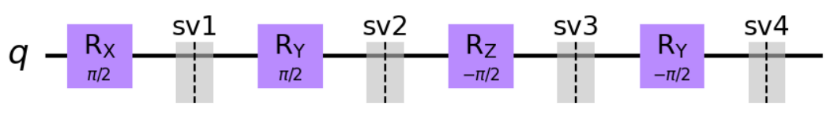 sv1 sv2 sv3 sv4
q R_X R_Y R_Z R_Y
π/2 π/2 −π/2 −π/2